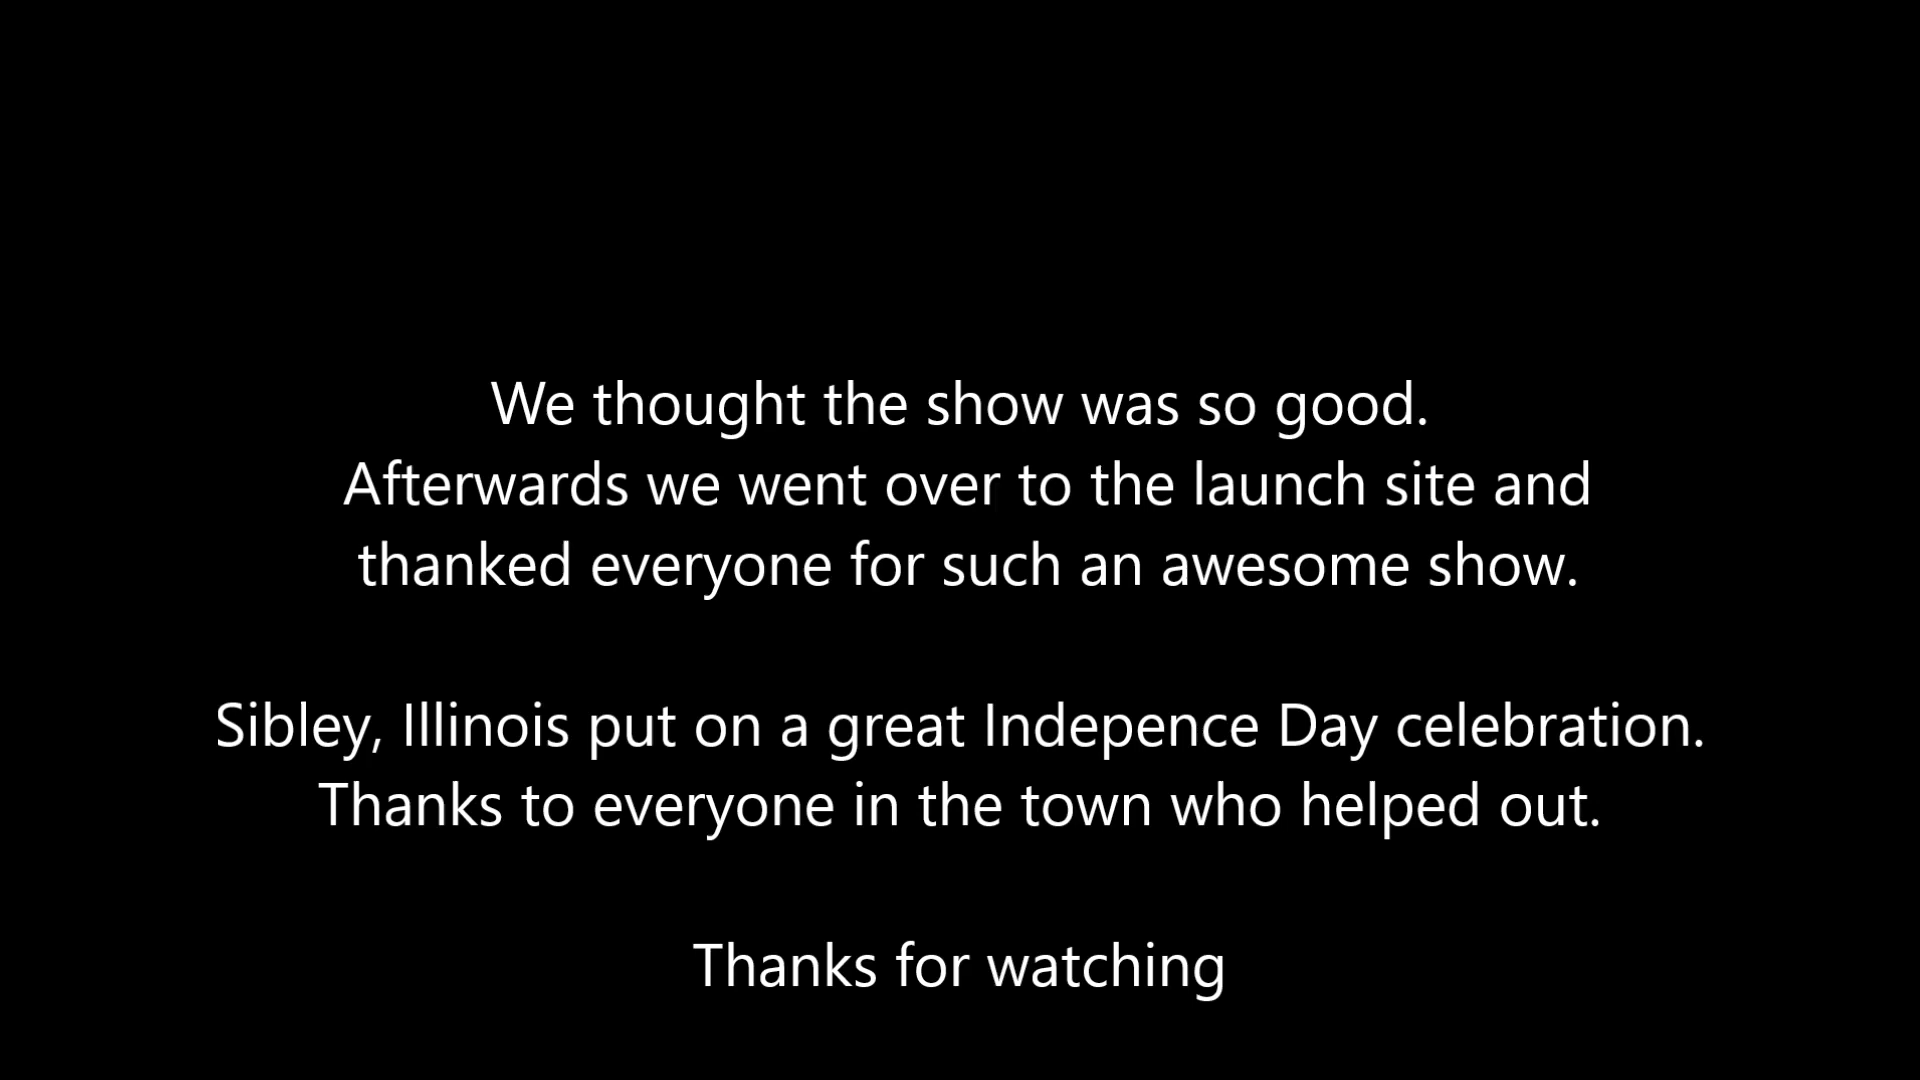 We thought the show was so good.
Afterwards we went over to the launch site and
thanked everyone for such an awesome show.
Sibley, Illinois put on a great Indepence Day celebration.
Thanks to everyone in the town who helped out.
Thanks for watching